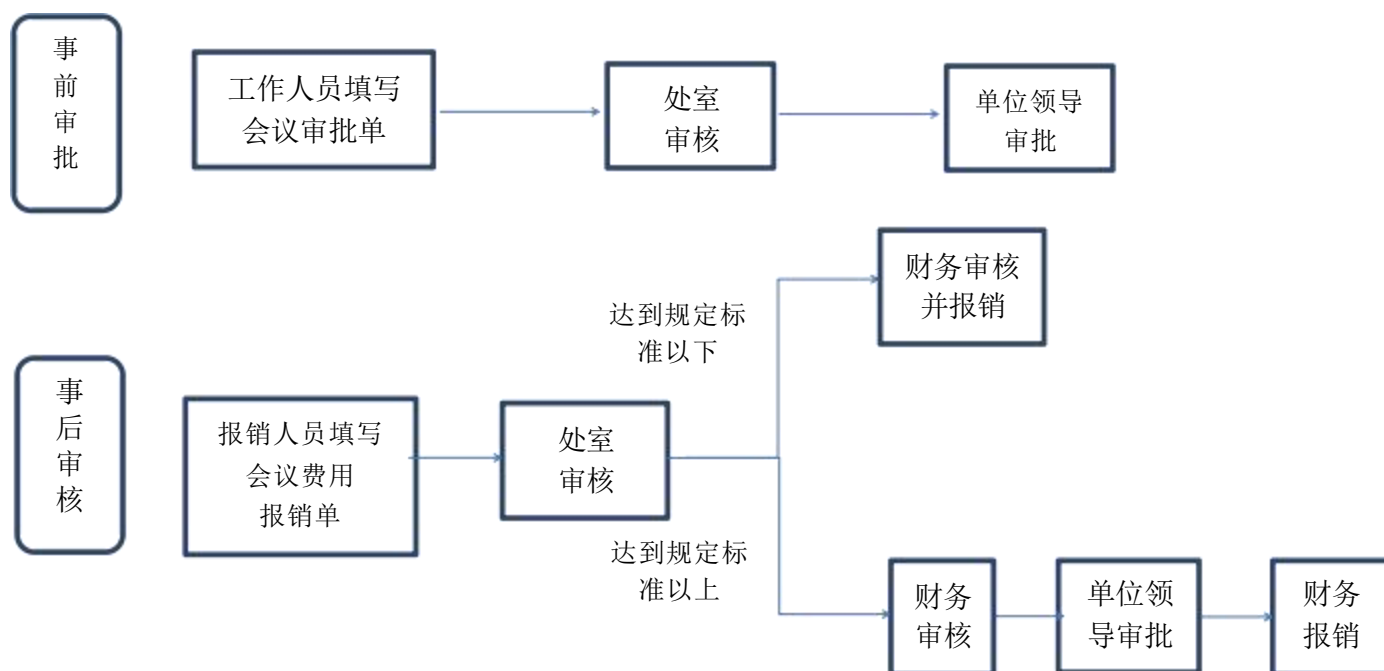 事
前
审
批
工作人员填写
会议审批单
处室
审核
单位领导
审批
财务审核
并报销
达到规定标
准以下
事
后
审
核
报销人员填写
会议费用
报销单
处室
审核
达到规定标
准以上
财务
审核
单位领
导审批
财务
报销